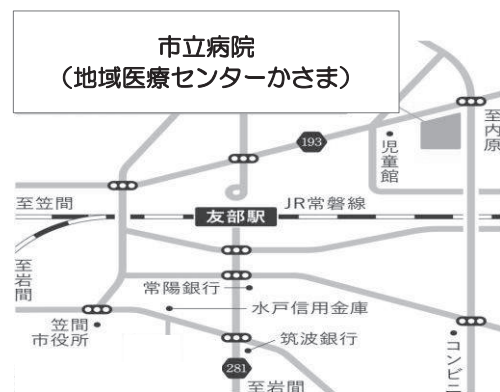 市立病院
（地域医療センターかさま）
至内原
193
児童館
至笠間
JR常磐線
友部駅
至岩間
常陽銀行
水戸信用金庫
笠間
市役所
筑波銀行
コンビニ
281
至岩間